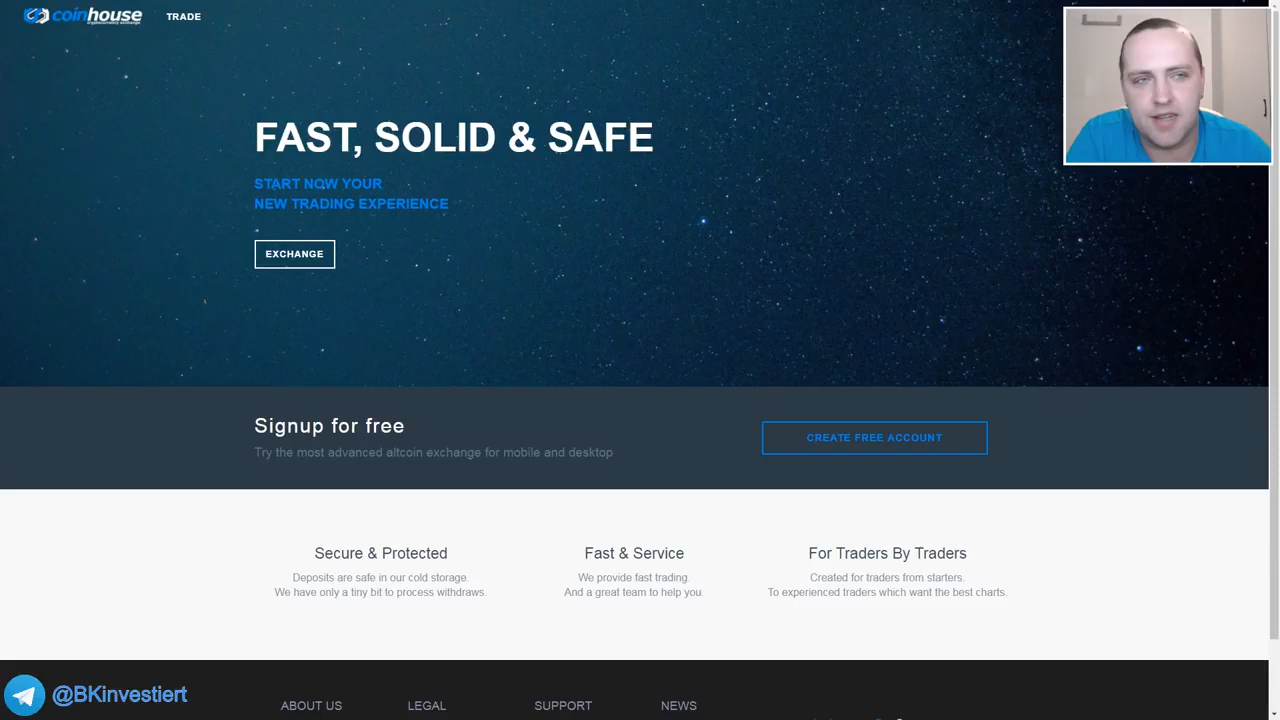 coinhouse
cryptocurrency exchange
TRADE
FAST, SOLID & SAFE
START NOW YOUR
NEW TRADING EXPERIENCE
EXCHANGE
Signup for free
Try the most advanced altcoin exchange for mobile and desktop
CREATE FREE ACCOUNT
Secure & Protected
Deposits are safe in our cold storage.
We have only a tiny bit to process withdraws.
Fast & Service
We provide fast trading.
And a great team to help you.
For Traders By Traders
Created for traders from starters.
To experienced traders which want the best charts.
@BKinvestiert
ABOUT US
LEGAL
SUPPORT
NEWS